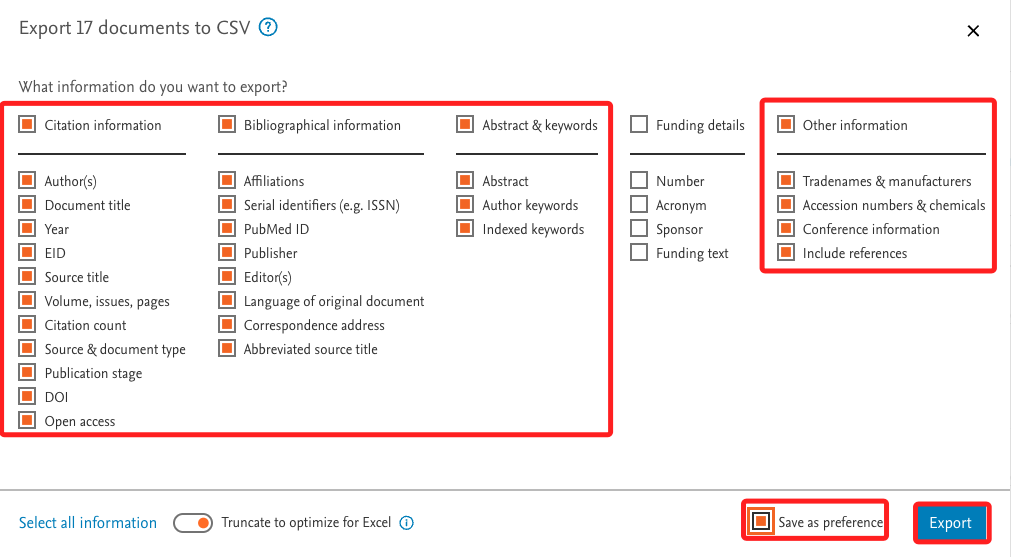 Export 17 documents to CSV ?
What information do you want to export?
Citation information
Author(s)
Document title
Year
EID
Source title
Volume, issues, pages
Citation count
Source & document type
Publication stage
DOI
Open access
Bibliographical information
Affiliations
Serial identifiers (e.g. ISSN)
PubMed ID
Publisher
Editor(s)
Language of original document
Correspondence address
Abbreviated source title
Abstract & keywords
Abstract
Author keywords
Indexed keywords
Funding details
Number
Acronym
Sponsor
Funding text
Other information
Tradenames & manufacturers
Accession numbers & chemicals
Conference information
Include references
Select all information
Truncate to optimize for Excel
Save as preference
Export